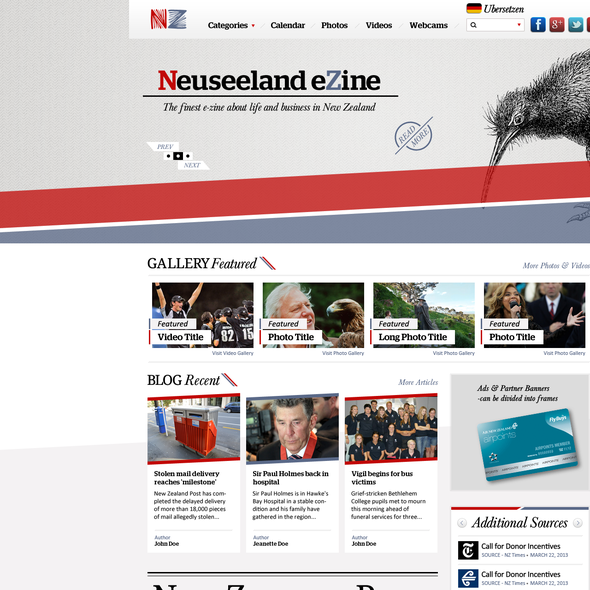 NZ
Categories
Calendar
Photos
Videos
Webcams
Übersetzen
Neuseeland eZine
The finest e-zine about life and business in New Zealand
READ MORE
PREV
NEXT
GALLERY Featured
More Photos & Videos
Featured
Video Title
Visit Video Gallery
Featured
Photo Title
Visit Photo Gallery
Featured
Long Photo Title
Visit Photo Gallery
Featured
Photo Title
Visit Photo Gallery
BLOG Recent
More Articles
Stolen mail delivery
reaches 'milestone'
New Zealand Post has com-
pleted the delayed delivery
of more than 18,000 pieces
of mail allegedly stolen...
Author
John Doe
Sir Paul Holmes back in
hospital
Sir Paul Holmes is in Hawke's
Bay Hospital in a stable con-
dition and his family have
gathered in the region...
Author
Jeanette Doe
Vigil begins for bus
victims
Grief-stricken Bethlehem
College pupils met to mourn
this morning ahead of
funeral services for three...
Author
John Doe
Ads & Partner Banners
-can be divided into frames
airpoints
FlyBuys
AIRPOINTS MEMBER
Additional Sources
Call for Donor Incentives
SOURCE - NZ Times • MARCH 22, 2013
Call for Donor Incentives
SOURCE - NZ Times • MARCH 22, 2013